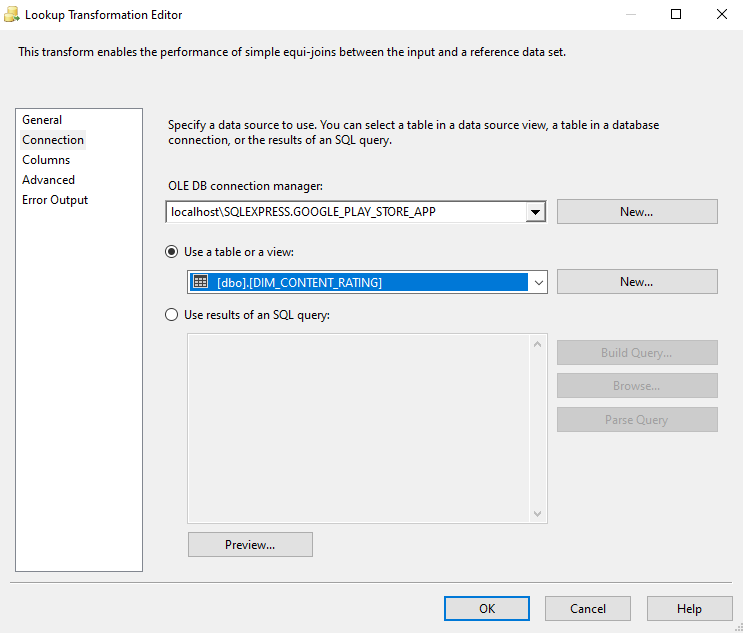 Lookup Transformation Editor
This transform enables the performance of simple equi-joins between the input and a reference data set.
General
Connection
Columns
Advanced
Error Output
Specify a data source to use. You can select a table in a data source view, a table in a database
connection, or the results of an SQL query.
OLE DB connection manager:
localhost\SQLEXPRESS.GOOGLE_PLAY_STORE_APP
New...
Use a table or a view:
[dbo].[DIM_CONTENT_RATING]
New...
Use results of an SQL query:
Build Query...
Browse...
Parse Query
Preview...
OK
Cancel
Help